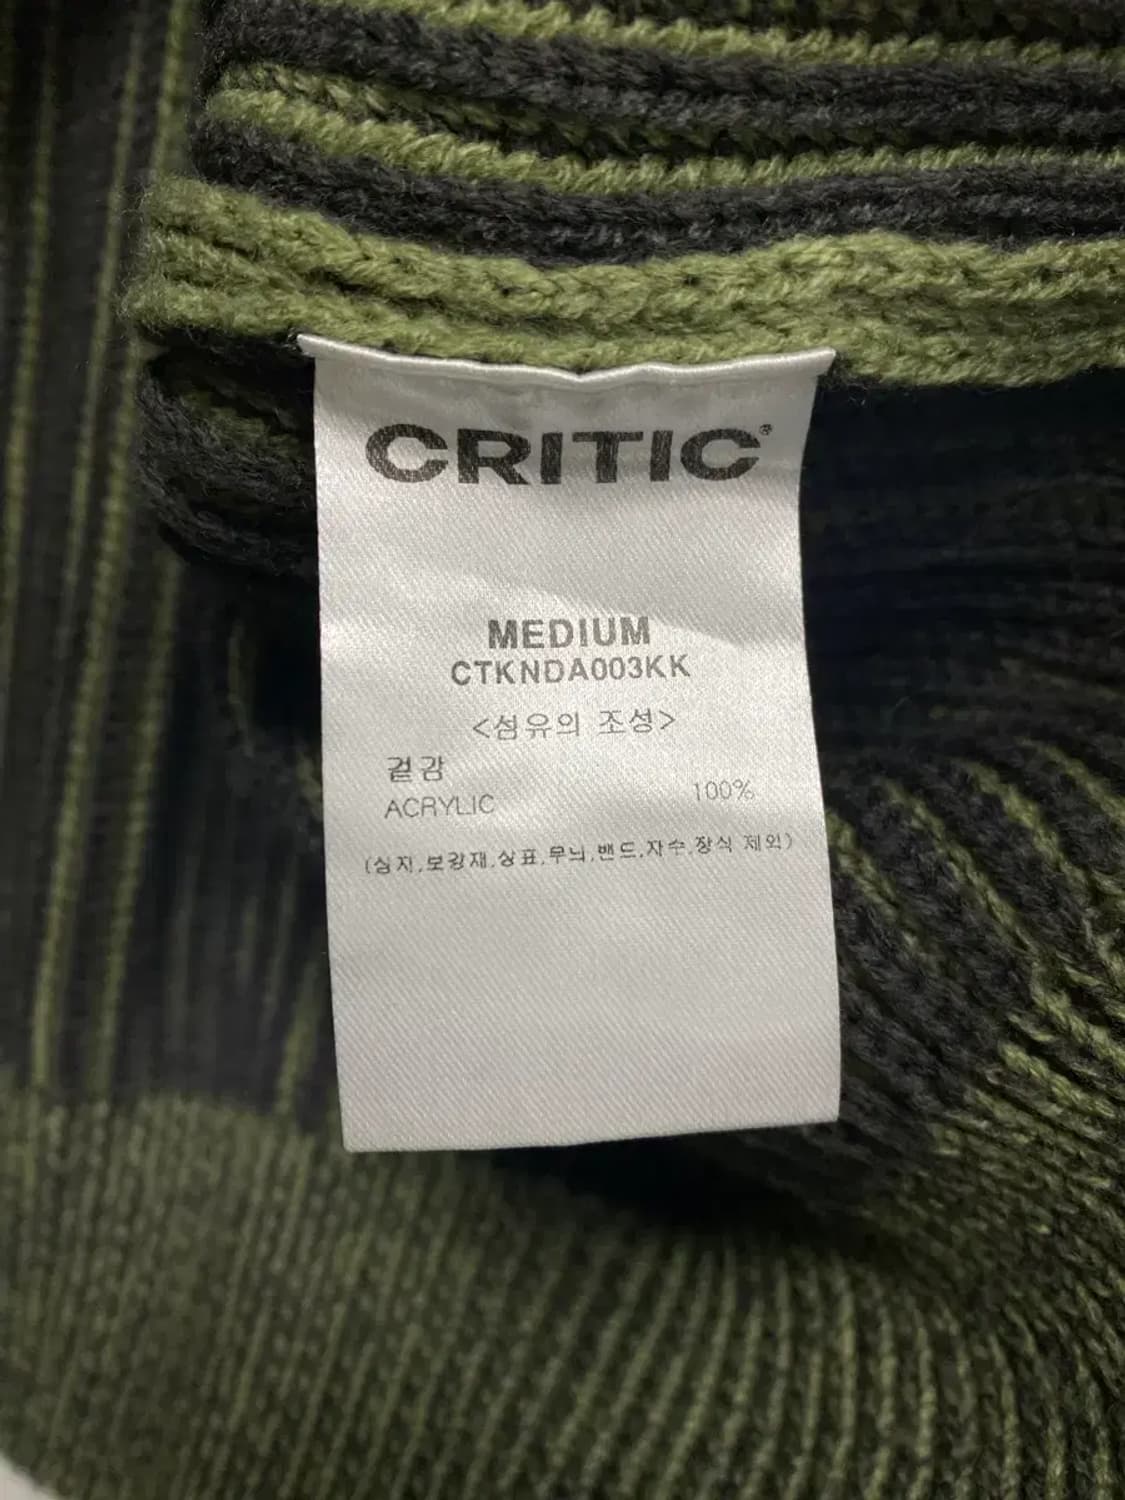 CRITIC®
MEDIUM
CTKNDA003KK
<섬유의 조성>
겉감
ACRYLIC 100%
(심지,보강재,상표,무늬,밴드,자수,장식 제외)